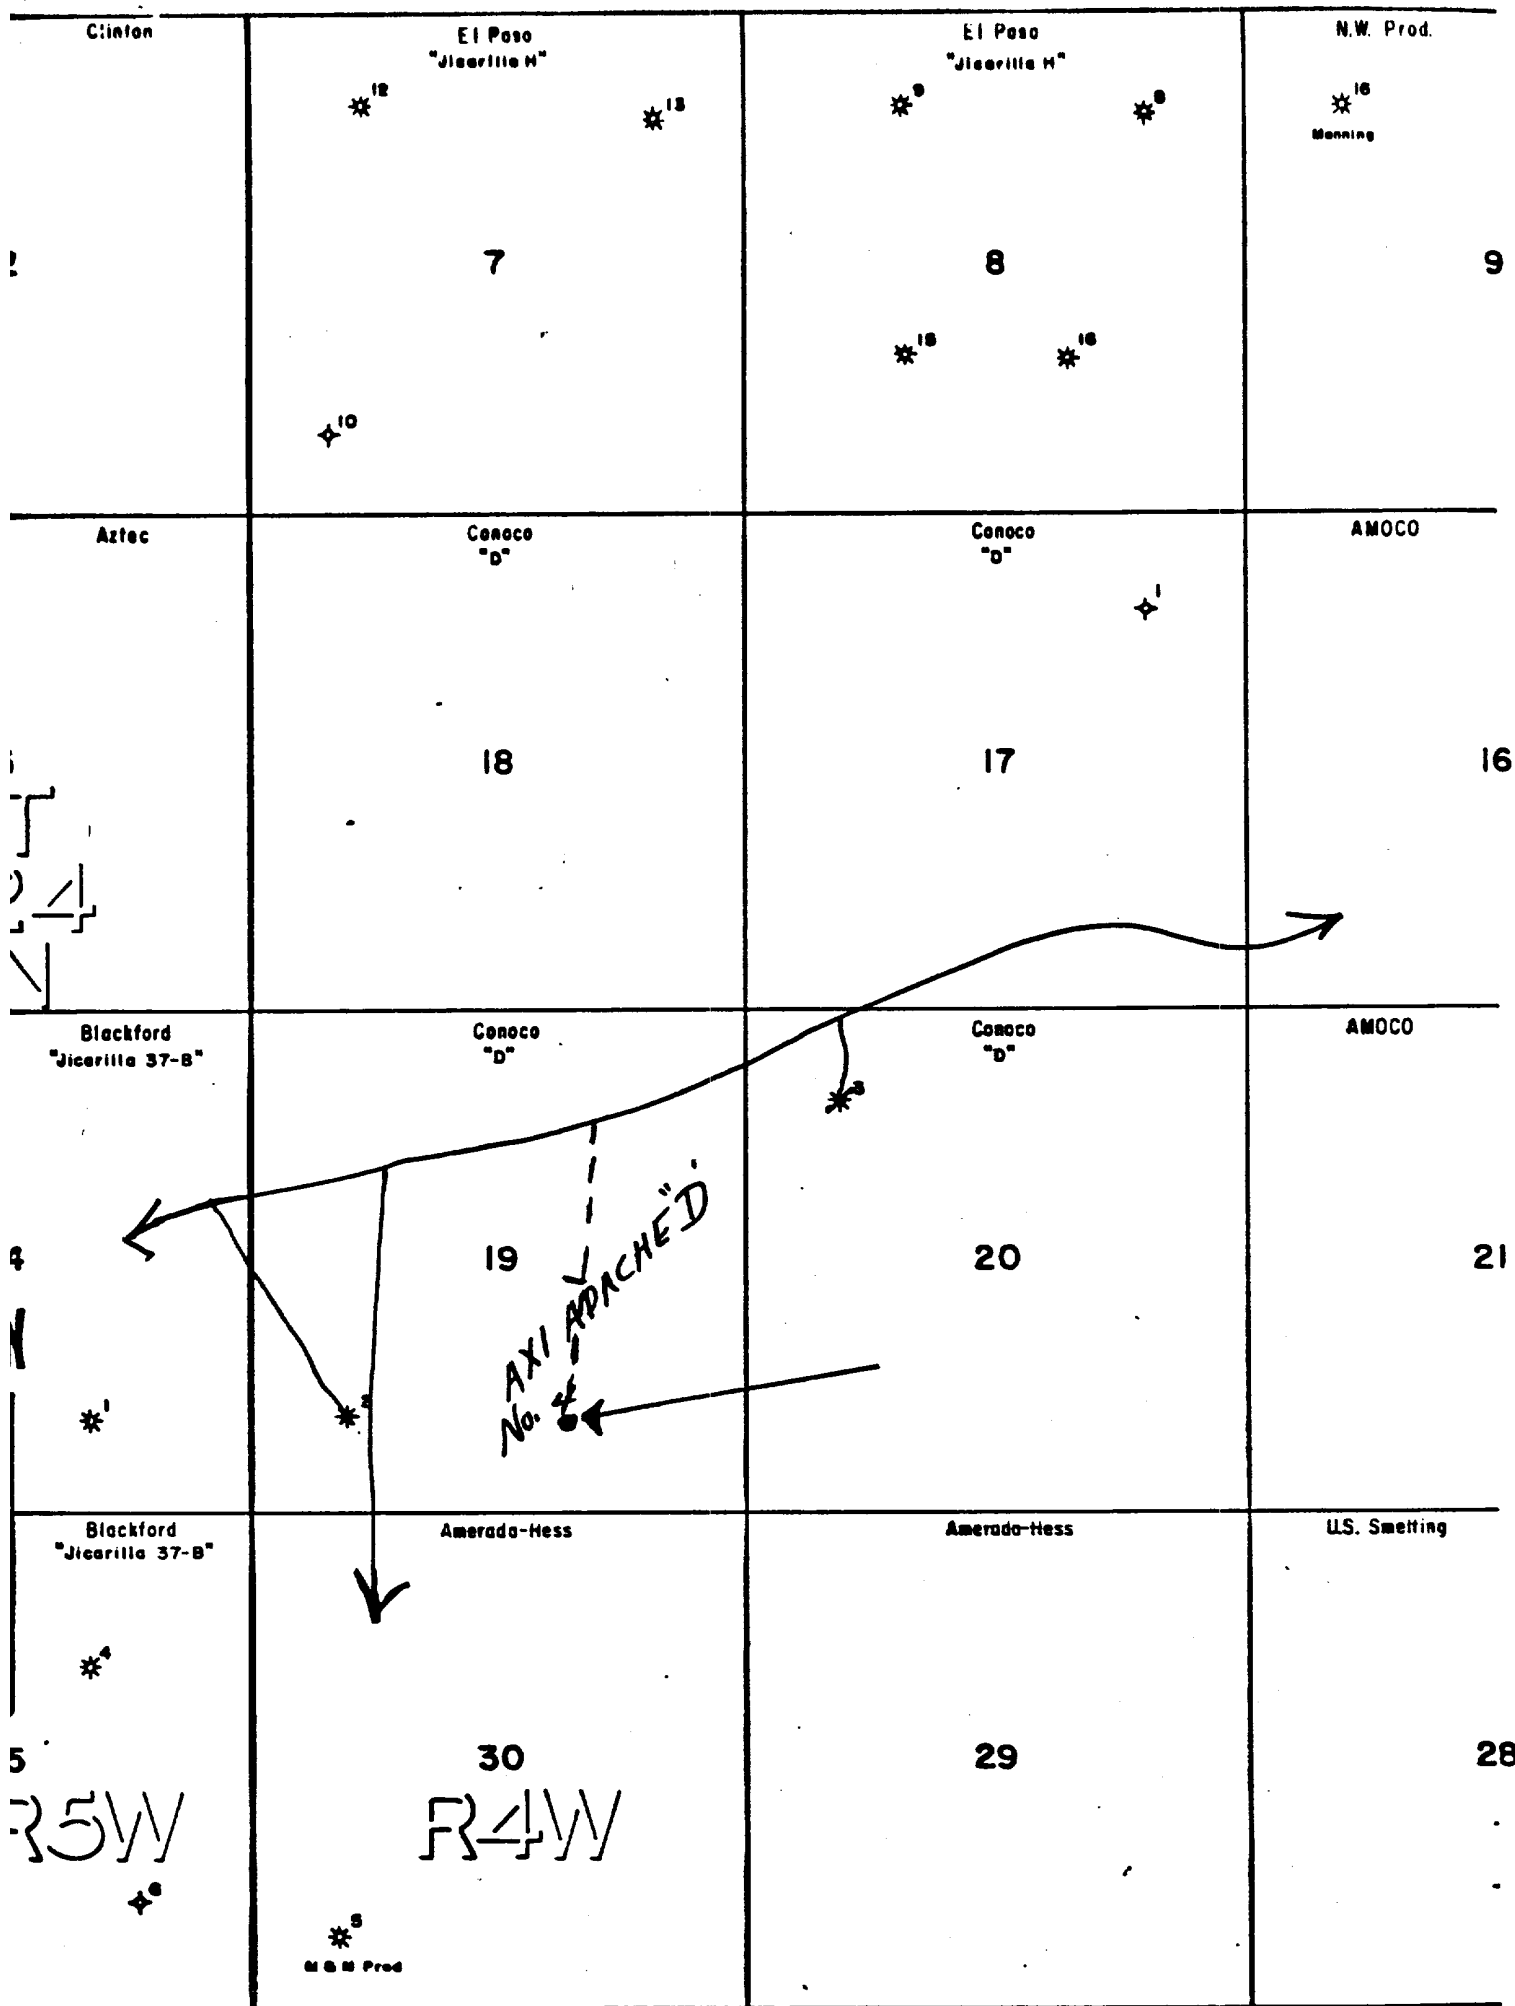 Clinton
El Paso
"Jicarilla H"
El Paso
"Jicarilla H"
N.W. Prod.
12
13
9
8
16
Manning
7
8
9
15
16
10
Aztec
Conoco
"D"
Conoco
"D"
AMOCO
1
18
17
16
T
24
N
Blackford
"Jicarilla 37-B"
Conoco
"D"
Conoco
"D"
AMOCO
3
19
20
21
AXI APACHE "D"
No. 4
1
2
Blackford
"Jicarilla 37-B"
Amerada-Hess
Amerada-Hess
U.S. Smelting
4
5
30
29
28
R5W
R4W
6
5
M & M Prod